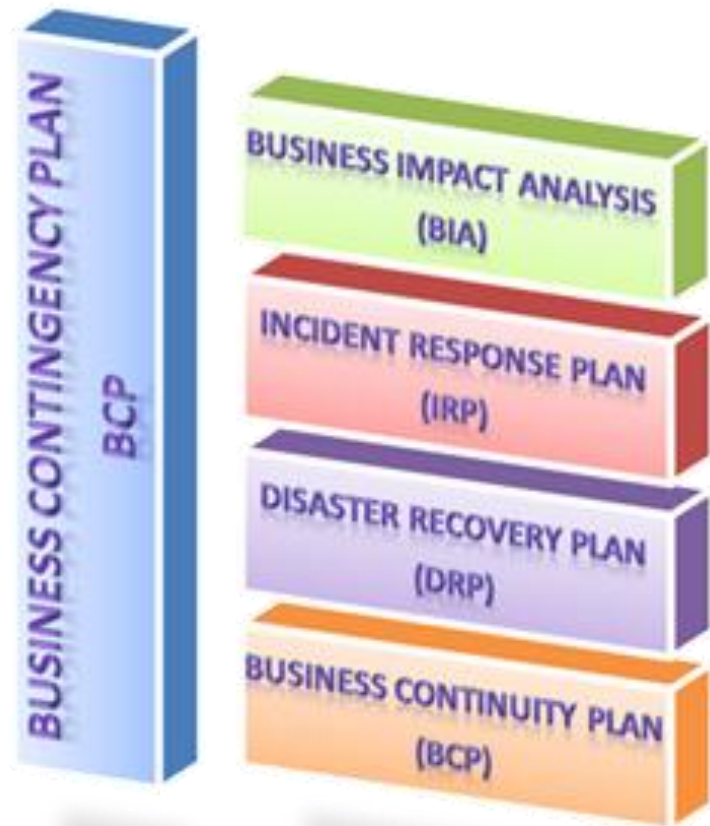 BUSINESS CONTINGENCY PLAN
BCP
BUSINESS IMPACT ANALYSIS
(BIA)
INCIDENT RESPONSE PLAN
(IRP)
DISASTER RECOVERY PLAN
(DRP)
BUSINESS CONTINUITY PLAN
(BCP)